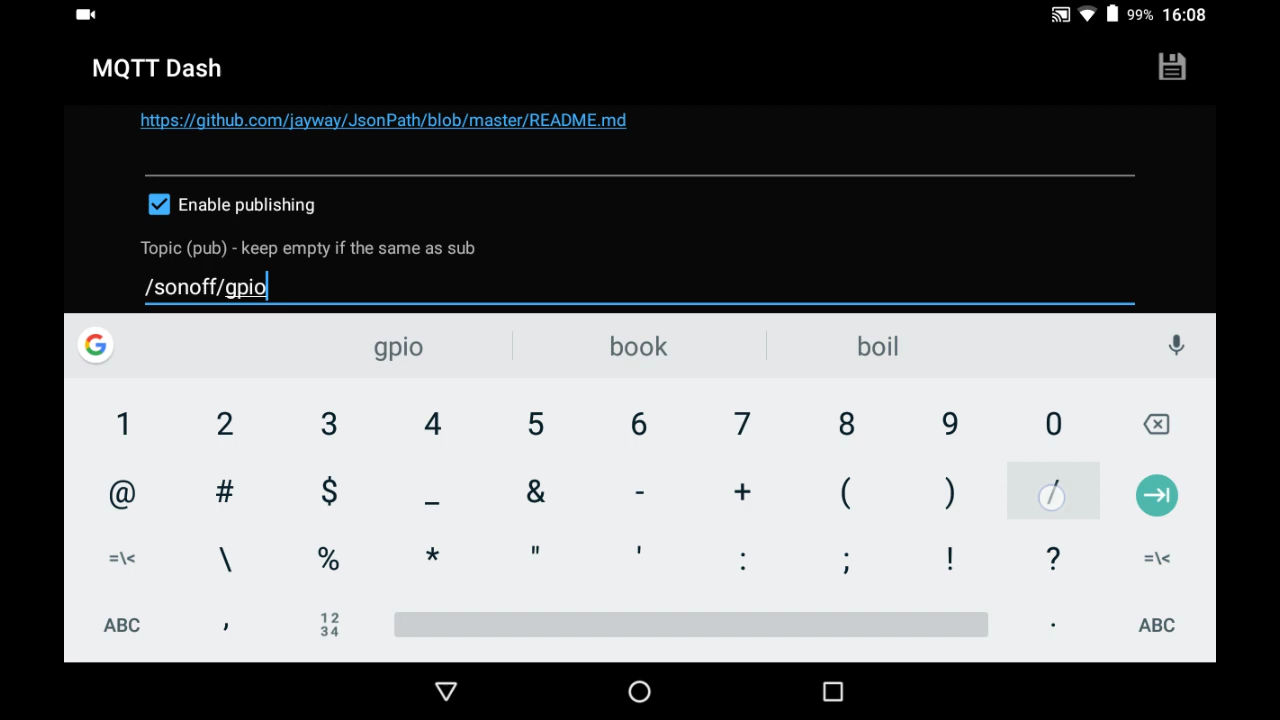 99% 16:08
MQTT Dash
https://github.com/jayway/JsonPath/blob/master/README.md
Enable publishing
Topic (pub) - keep empty if the same as sub
/sonoff/gpio
gpio book boil
1 2 3 4 5 6 7 8 9 0
@ # $ _ & - + ( ) /
=\< \ % * " ' : ; ! ? =\<
ABC , 12 34 . ABC